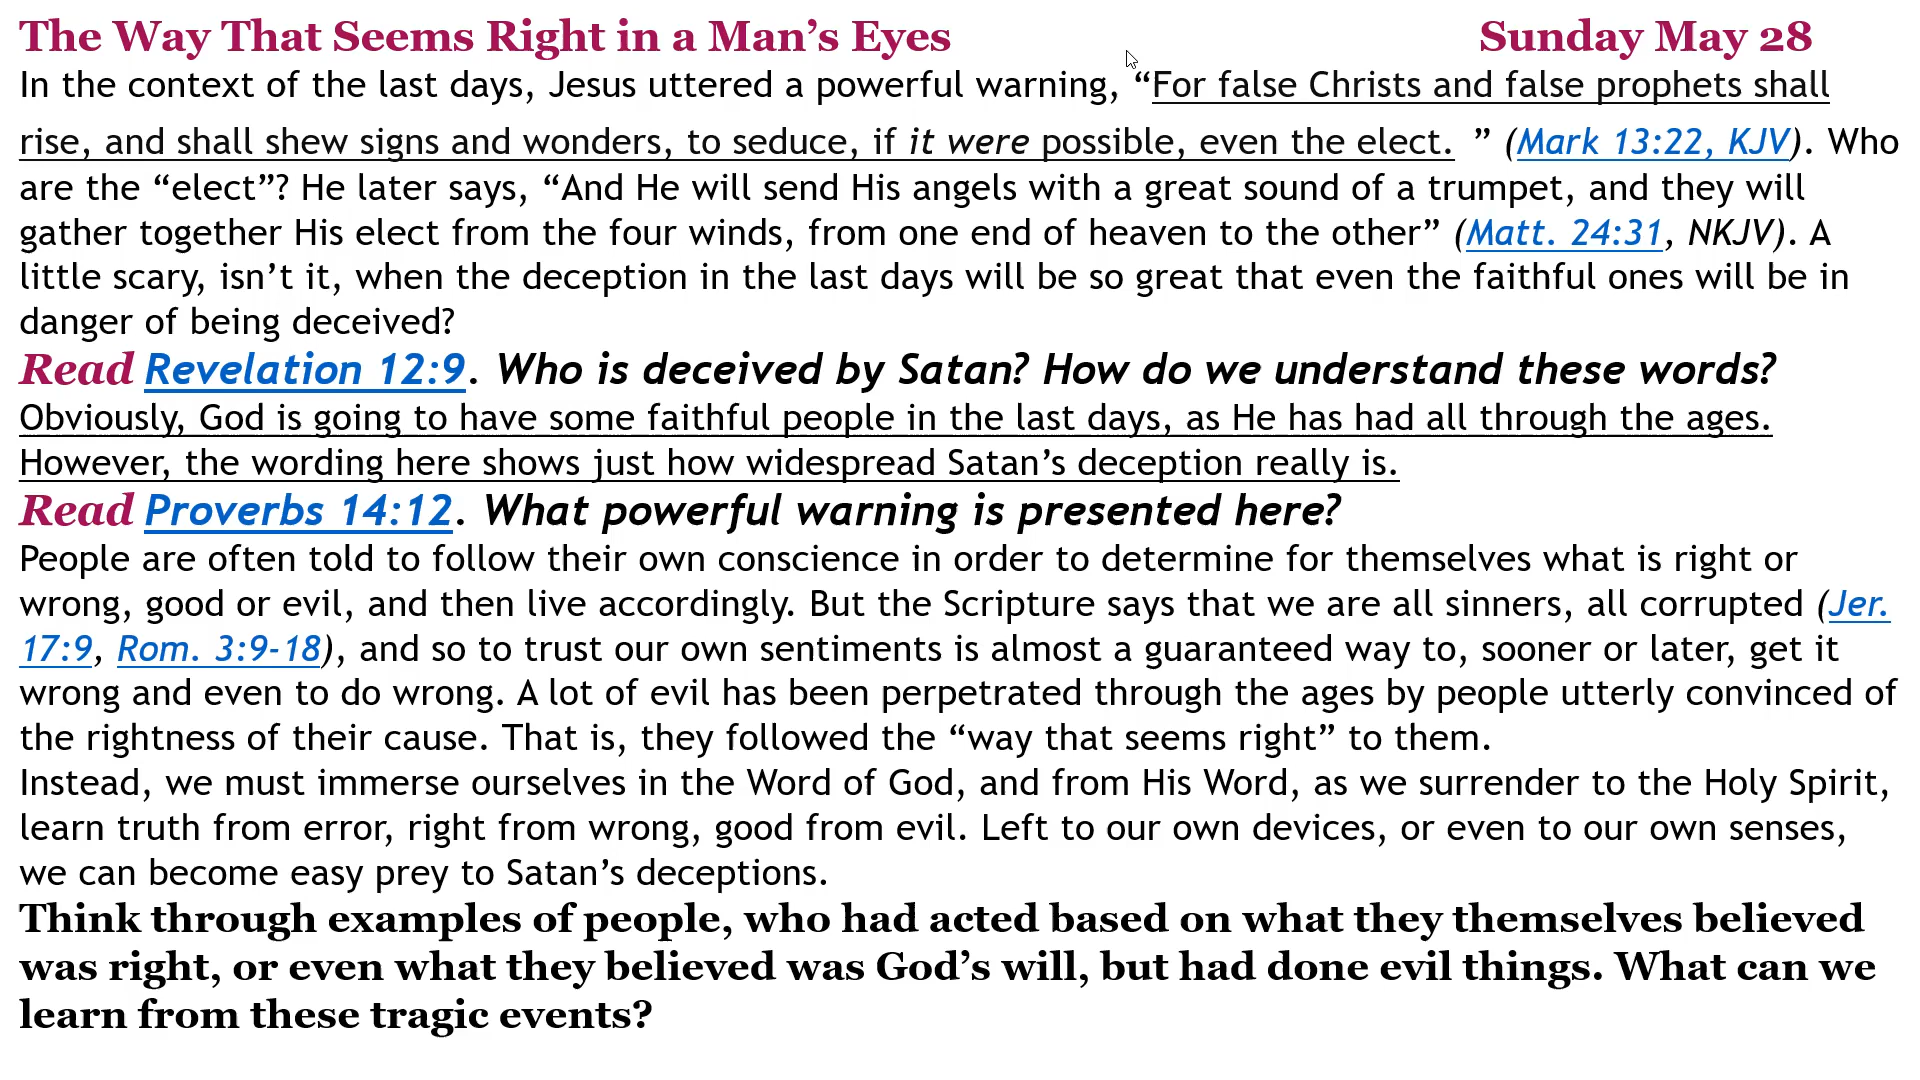 The Way That Seems Right in a Man’s Eyes Sunday May 28
In the context of the last days, Jesus uttered a powerful warning, “For false Christs and false prophets shall
rise, and shall shew signs and wonders, to seduce, if it were possible, even the elect. ” (Mark 13:22, KJV). Who
are the “elect”? He later says, “And He will send His angels with a great sound of a trumpet, and they will
gather together His elect from the four winds, from one end of heaven to the other” (Matt. 24:31, NKJV). A
little scary, isn’t it, when the deception in the last days will be so great that even the faithful ones will be in
danger of being deceived?
Read Revelation 12:9. Who is deceived by Satan? How do we understand these words?
Obviously, God is going to have some faithful people in the last days, as He has had all through the ages.
However, the wording here shows just how widespread Satan’s deception really is.
Read Proverbs 14:12. What powerful warning is presented here?
People are often told to follow their own conscience in order to determine for themselves what is right or
wrong, good or evil, and then live accordingly. But the Scripture says that we are all sinners, all corrupted (Jer.
17:9, Rom. 3:9-18), and so to trust our own sentiments is almost a guaranteed way to, sooner or later, get it
wrong and even to do wrong. A lot of evil has been perpetrated through the ages by people utterly convinced of
the rightness of their cause. That is, they followed the “way that seems right” to them.
Instead, we must immerse ourselves in the Word of God, and from His Word, as we surrender to the Holy Spirit,
learn truth from error, right from wrong, good from evil. Left to our own devices, or even to our own senses,
we can become easy prey to Satan’s deceptions.
Think through examples of people, who had acted based on what they themselves believed
was right, or even what they believed was God’s will, but had done evil things. What can we
learn from these tragic events?